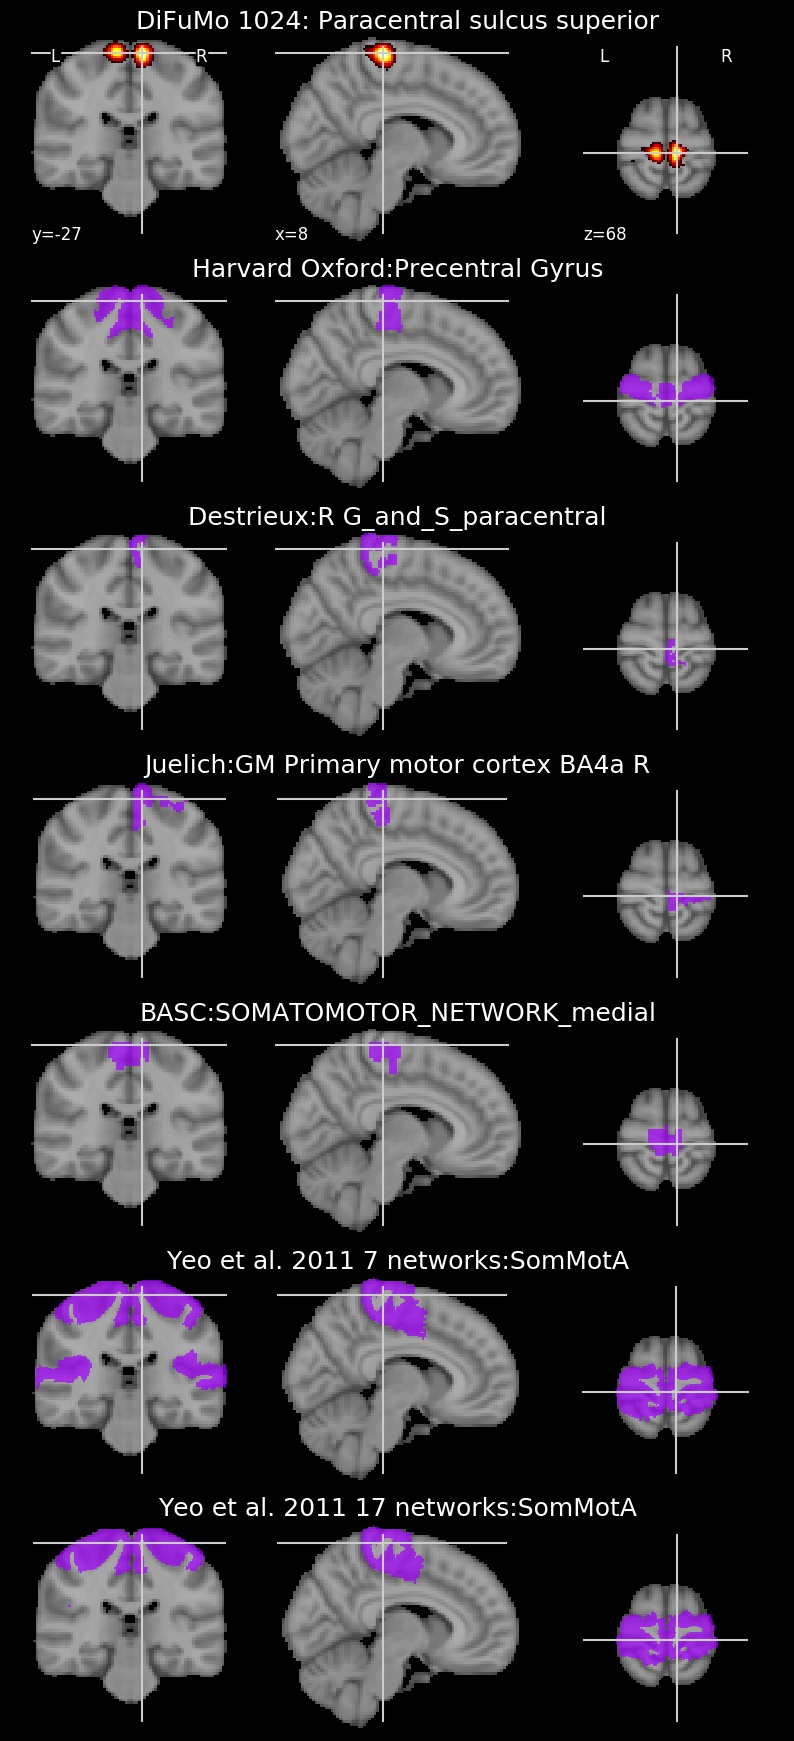 DiFuMo 1024: Paracentral sulcus superior
L R L R
y=-27 x=8 z=68
Harvard Oxford:Precentral Gyrus
Destrieux:R G_and_S_paracentral
Juelich:GM Primary motor cortex BA4a R
BASC:SOMATOMOTOR_NETWORK_medial
Yeo et al. 2011 7 networks:SomMotA
Yeo et al. 2011 17 networks:SomMotA